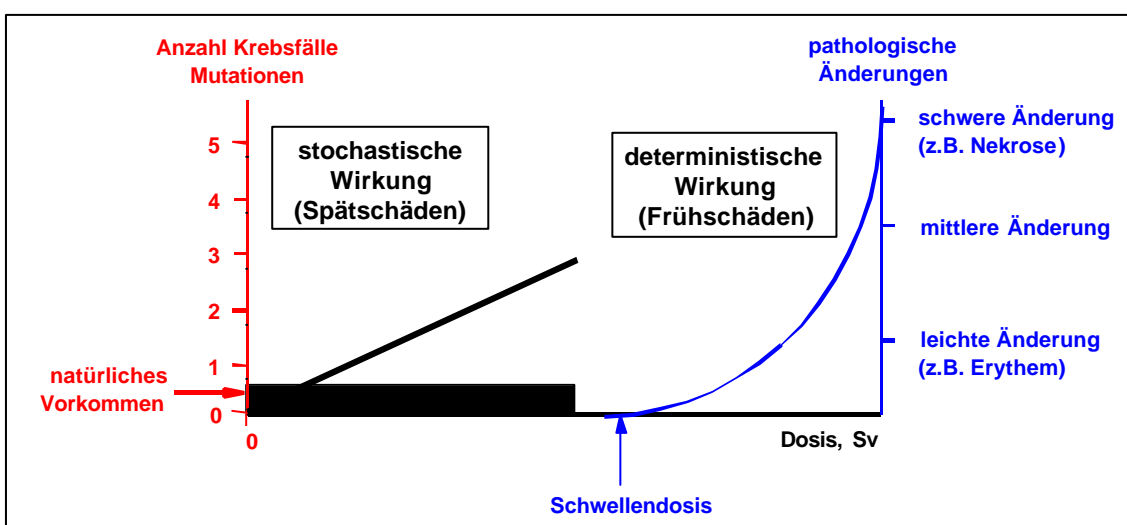 Anzahl Krebsfälle
Mutationen
5
4
3
2
1
0
natürliches
Vorkommen
0
stochastische
Wirkung
(Spätschäden)
deterministische
Wirkung
(Frühschäden)
pathologische
Änderungen
schwere Änderung
(z.B. Nekrose)
mittlere Änderung
leichte Änderung
(z.B. Erythem)
Dosis, Sv
Schwellendosis